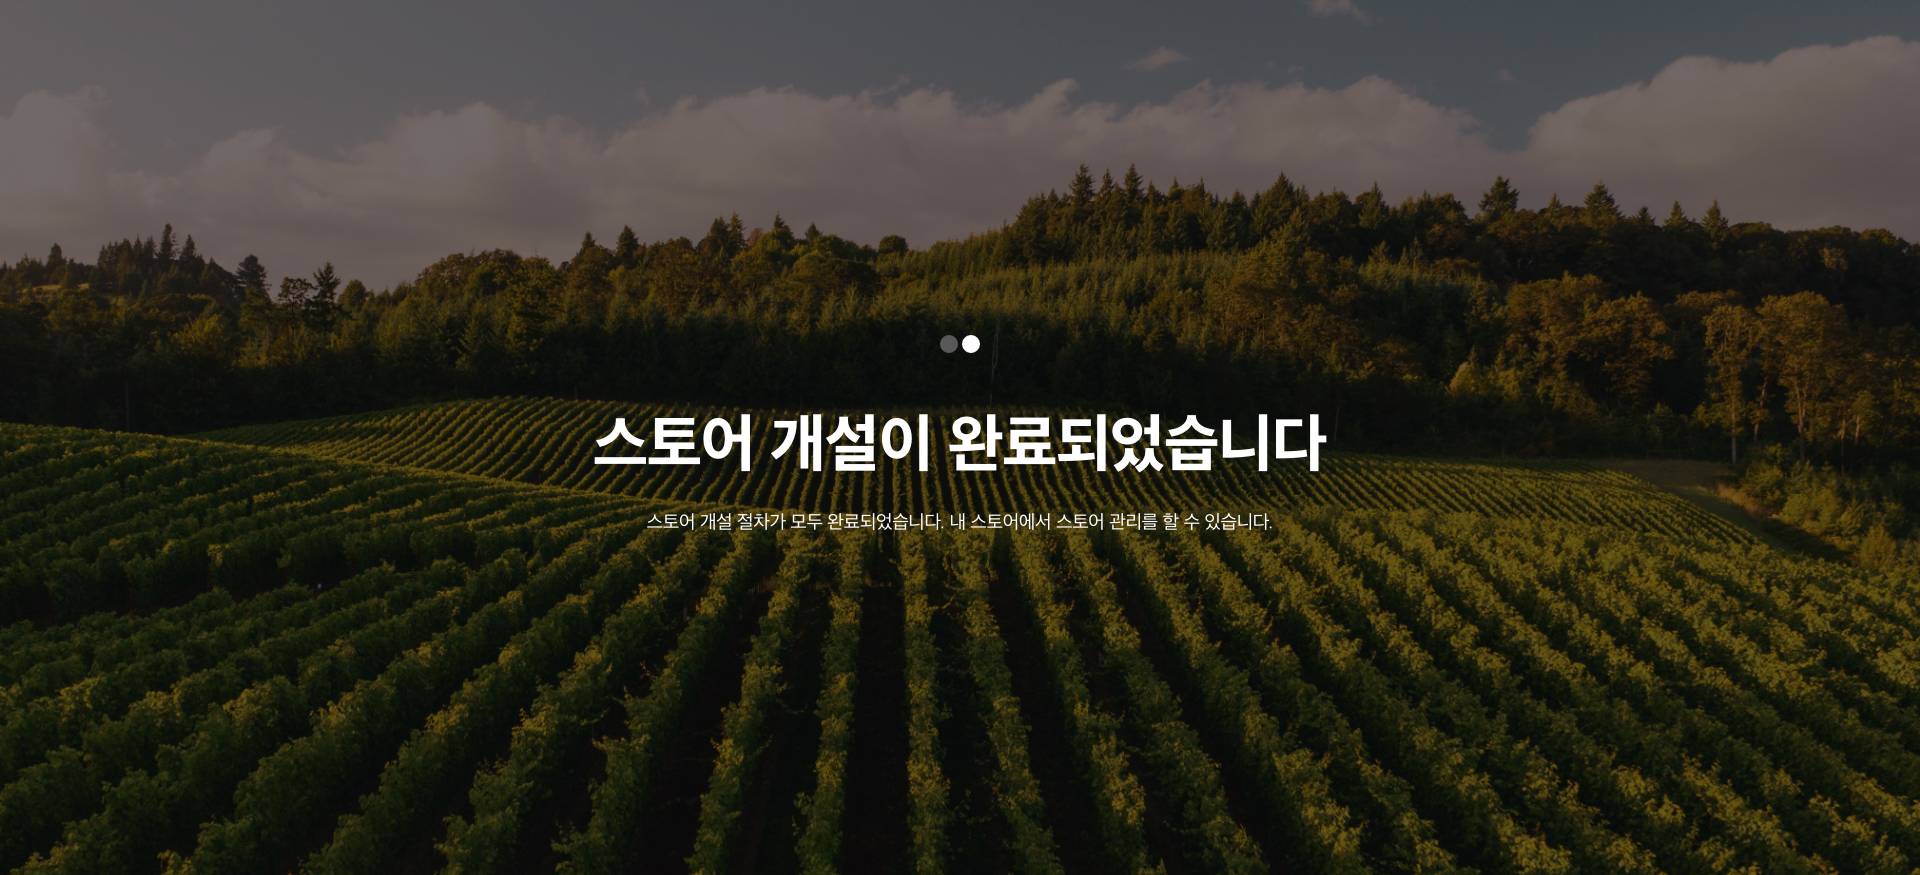 스토어 개설이 완료되었습니다
스토어 개설 절차가 모두 완료되었습니다. 내 스토어에서 스토어 관리를 할 수 있습니다.